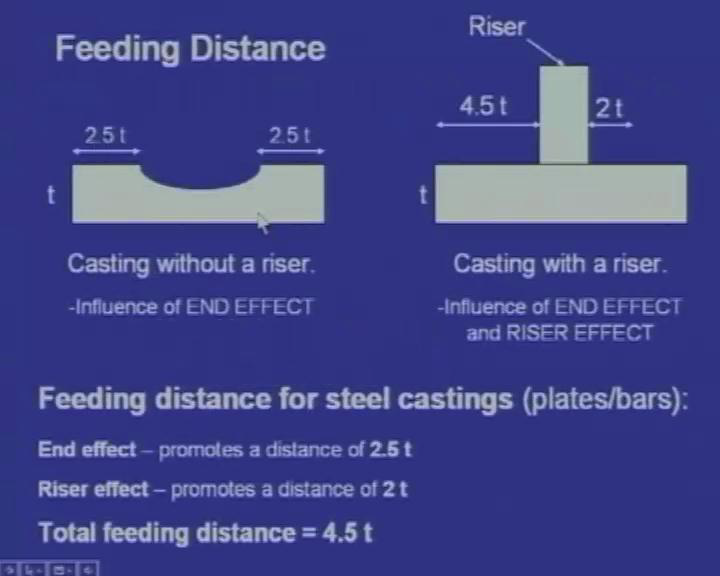 Feeding Distance
Riser
2.5 t
2.5 t
4.5 t
2 t
t
t
Casting without a riser.
-Influence of END EFFECT
Casting with a riser.
-Influence of END EFFECT
and RISER EFFECT
Feeding distance for steel castings (plates/bars):
End effect – promotes a distance of 2.5 t
Riser effect – promotes a distance of 2 t
Total feeding distance = 4.5 t